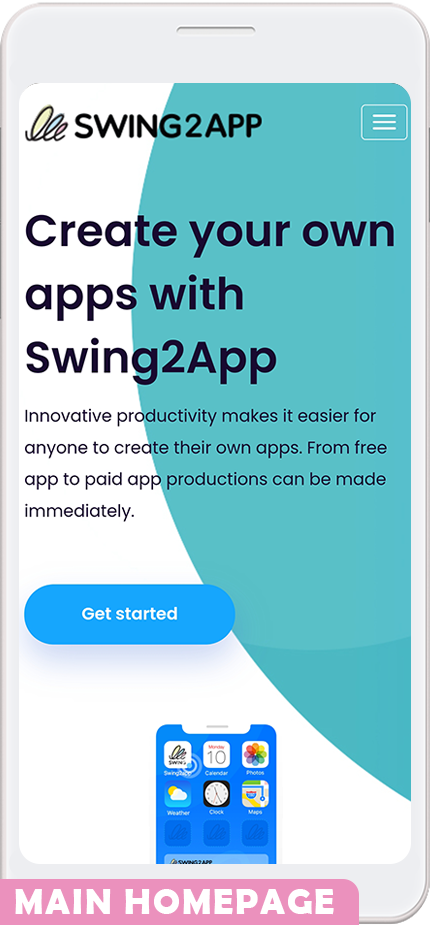 SWING2APP
Create your own
apps with
Swing2App
Innovative productivity makes it easier for
anyone to create their own apps. From free
app to paid app productions can be made
immediately.
Get started
Monday
SWING 10
Swing2app Calendar Photos
Weather Clock Maps
SWING2APP
MAIN HOMEPAGE